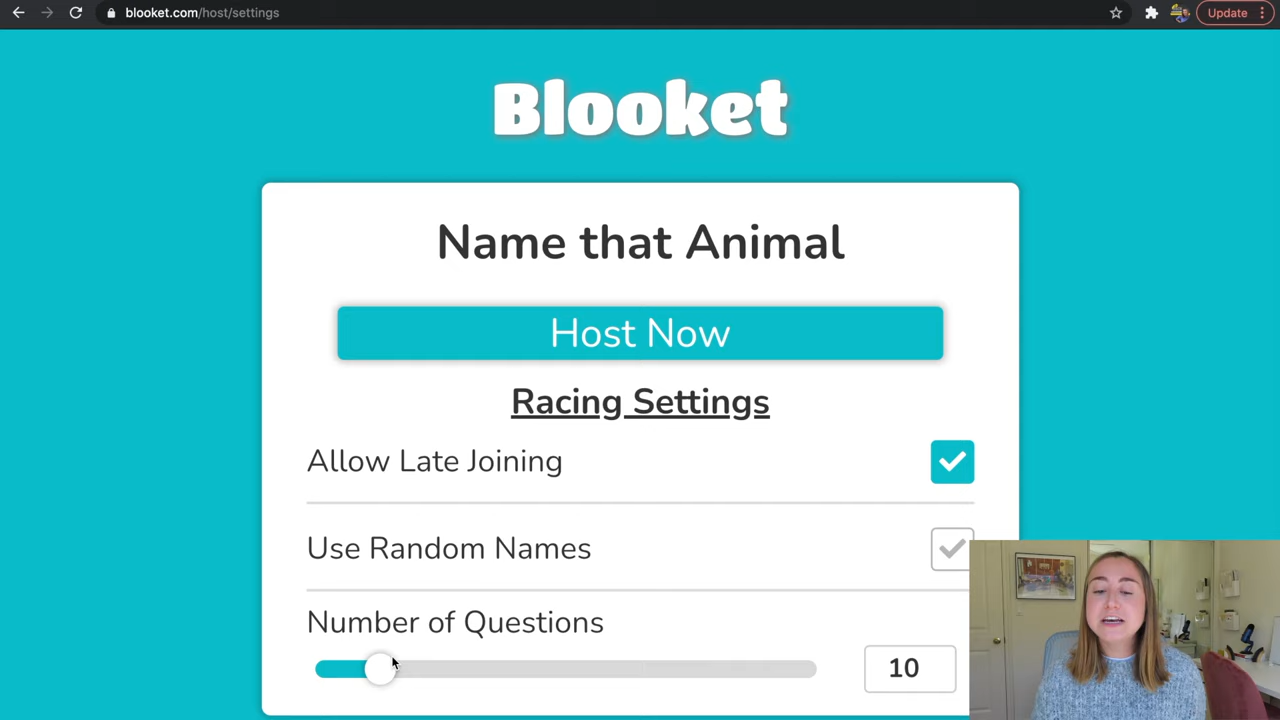 blooket.com/host/settings
Update
Blooket
Name that Animal
Host Now
Racing Settings
Allow Late Joining
Use Random Names
Number of Questions
10